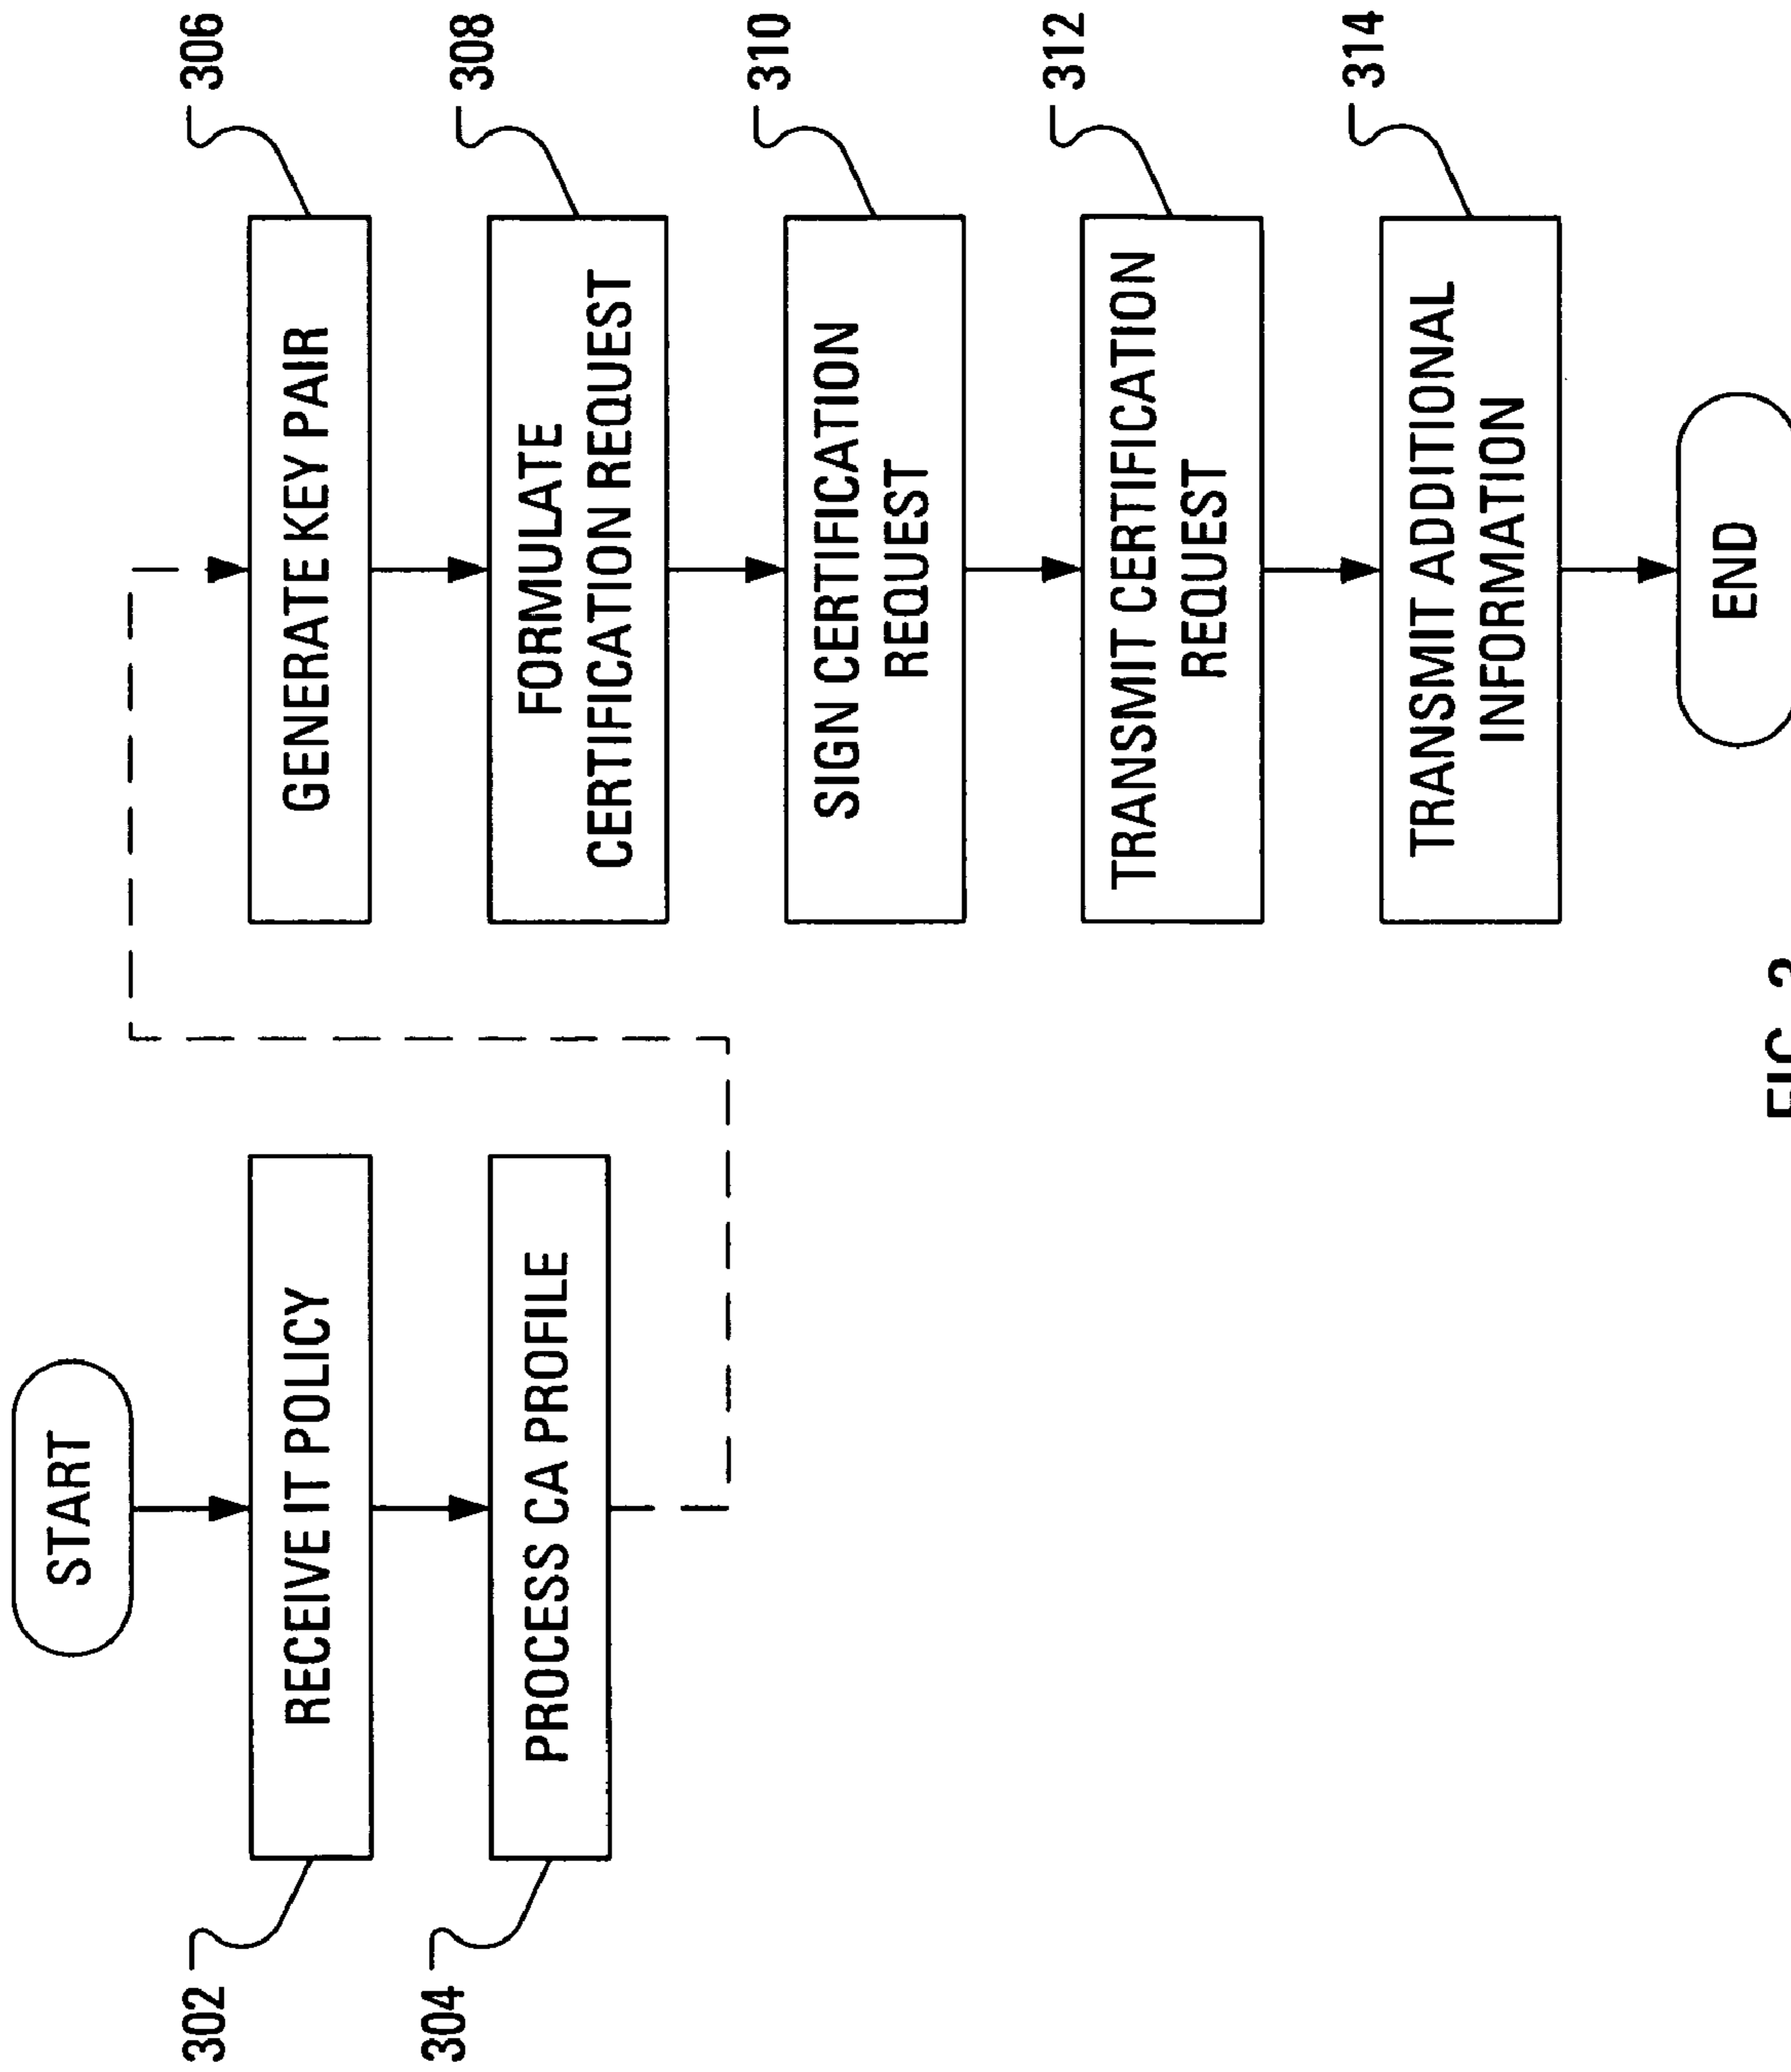 START
302
RECEIVE IT POLICY
304
PROCESS CA PROFILE
306
GENERATE KEY PAIR
308
FORMULATE
CERTIFICATION REQUEST
310
SIGN CERTIFICATION
REQUEST
312
TRANSMIT CERTIFICATION
REQUEST
314
TRANSMIT ADDITIONAL
INFORMATION
END
FIG.